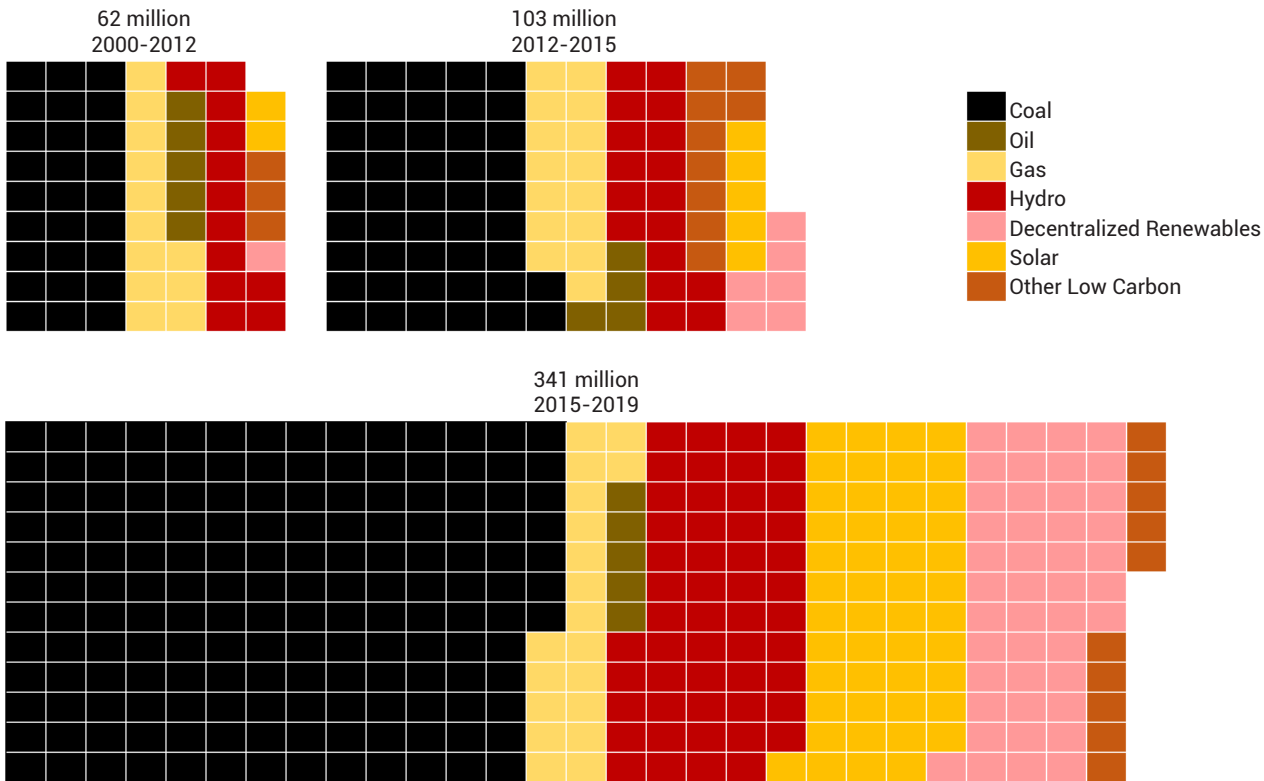 62 million
2000-2012
103 million
2012-2015
Coal
Oil
Gas
Hydro
Decentralized Renewables
Solar
Other Low Carbon
341 million
2015-2019